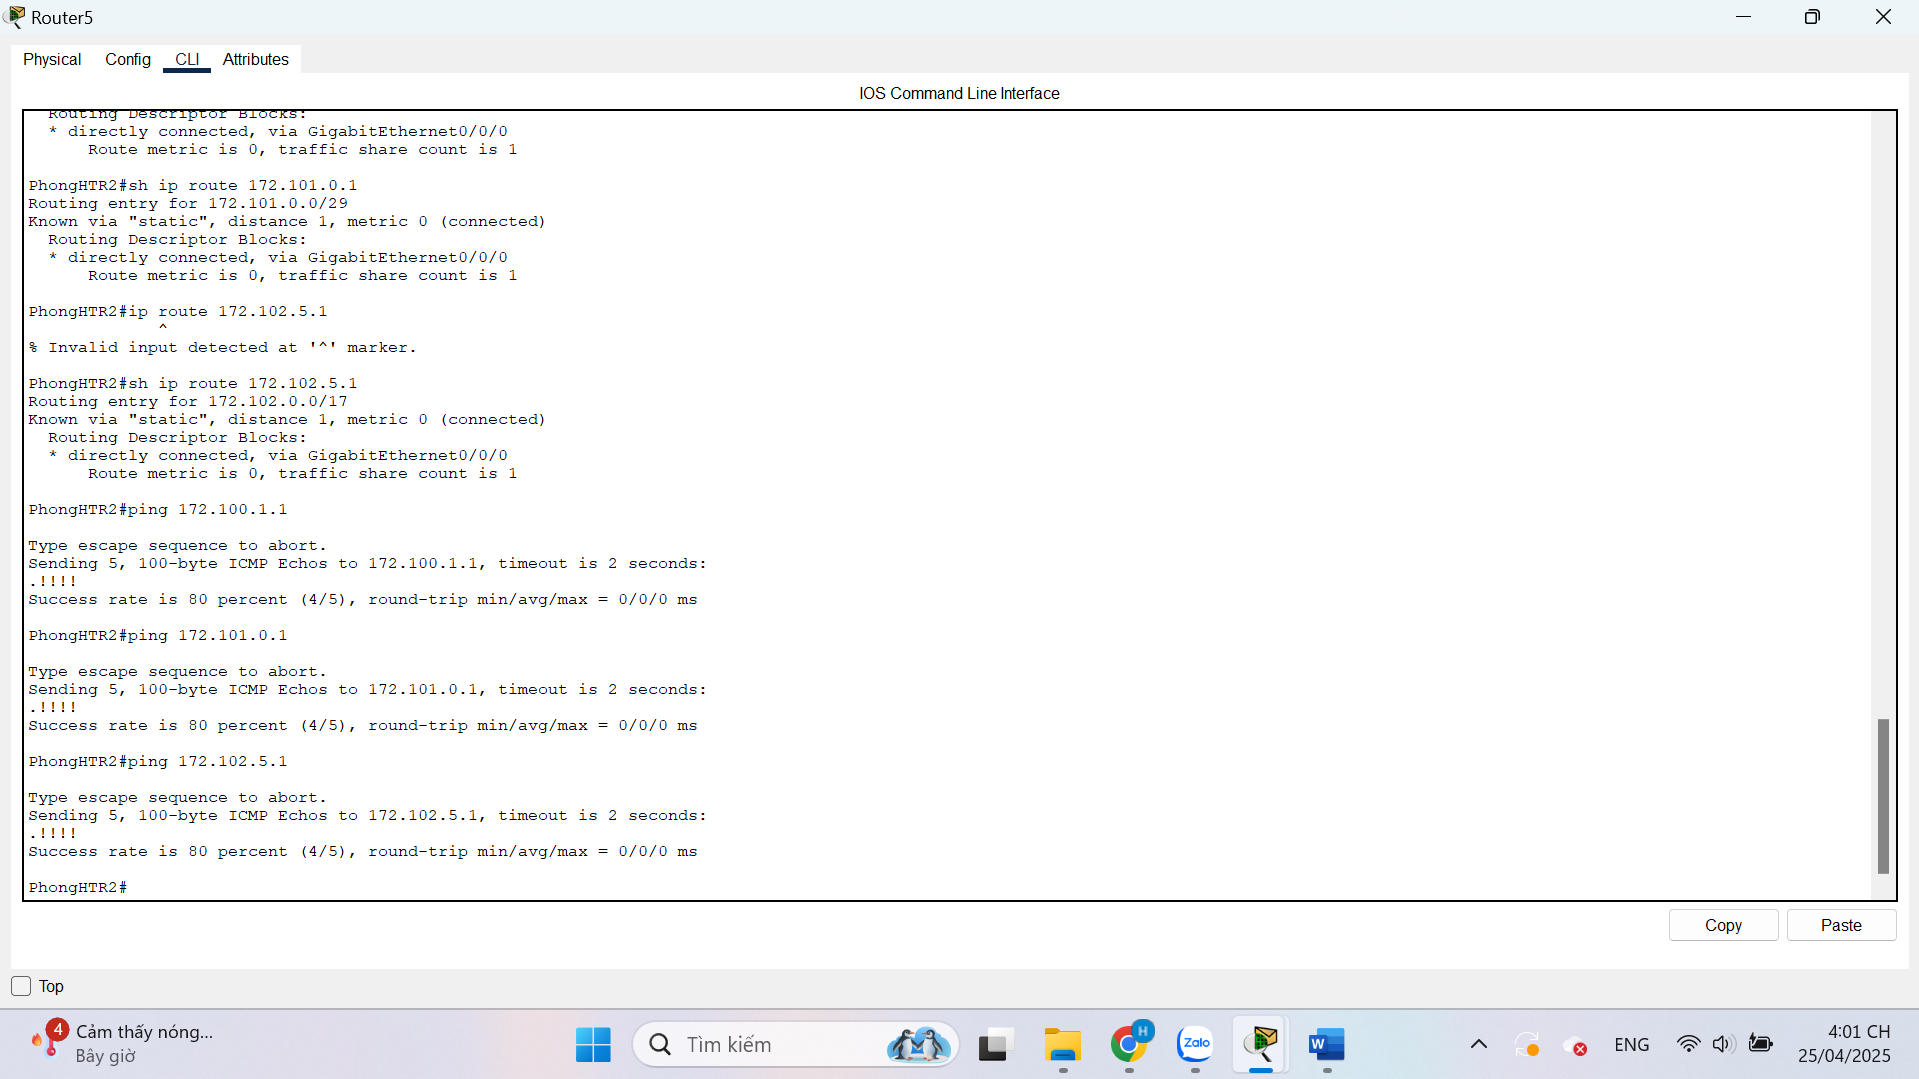 Router5
Physical Config CLI Attributes
IOS Command Line Interface
Routing Descriptor Blocks:
* directly connected, via GigabitEthernet0/0/0
Route metric is 0, traffic share count is 1
PhongHTR2#sh ip route 172.101.0.1
Routing entry for 172.101.0.0/29
Known via "static", distance 1, metric 0 (connected)
Routing Descriptor Blocks:
* directly connected, via GigabitEthernet0/0/0
Route metric is 0, traffic share count is 1
PhongHTR2#ip route 172.102.5.1
^
% Invalid input detected at '^' marker.
PhongHTR2#sh ip route 172.102.5.1
Routing entry for 172.102.0.0/17
Known via "static", distance 1, metric 0 (connected)
Routing Descriptor Blocks:
* directly connected, via GigabitEthernet0/0/0
Route metric is 0, traffic share count is 1
PhongHTR2#ping 172.100.1.1
Type escape sequence to abort.
Sending 5, 100-byte ICMP Echos to 172.100.1.1, timeout is 2 seconds:
.!!!!
Success rate is 80 percent (4/5), round-trip min/avg/max = 0/0/0 ms
PhongHTR2#ping 172.101.0.1
Type escape sequence to abort.
Sending 5, 100-byte ICMP Echos to 172.101.0.1, timeout is 2 seconds:
.!!!!
Success rate is 80 percent (4/5), round-trip min/avg/max = 0/0/0 ms
PhongHTR2#ping 172.102.5.1
Type escape sequence to abort.
Sending 5, 100-byte ICMP Echos to 172.102.5.1, timeout is 2 seconds:
.!!!!
Success rate is 80 percent (4/5), round-trip min/avg/max = 0/0/0 ms
PhongHTR2#
Copy Paste
Top
4 Cảm thấy nóng...
Bây giờ
Tìm kiếm
H
Zalo
W
ENG
4:01 CH
25/04/2025